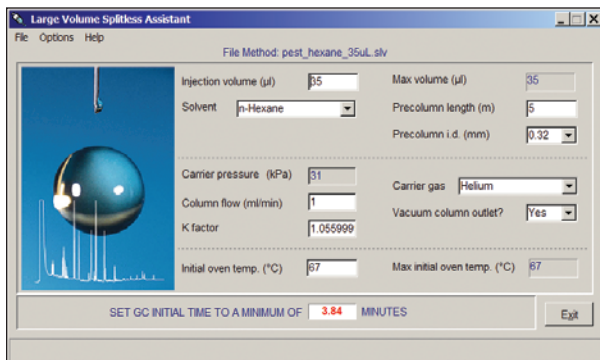 Large Volume Splitless Assistant
File Options Help
File Method: pest_hexane_35uL.slv
Injection volume (µl) 35 Max volume (µl) 35
Solvent n-Hexane Precolumn length (m) 5
Precolumn i.d. (mm) 0.32
Carrier pressure (kPa) 31 Carrier gas Helium
Column flow (ml/min) 1 Vacuum column outlet? Yes
K factor 1.055999
Initial oven temp. (°C) 67 Max initial oven temp. (°C) 67
SET GC INITIAL TIME TO A MINIMUM OF 3.84 MINUTES Exit